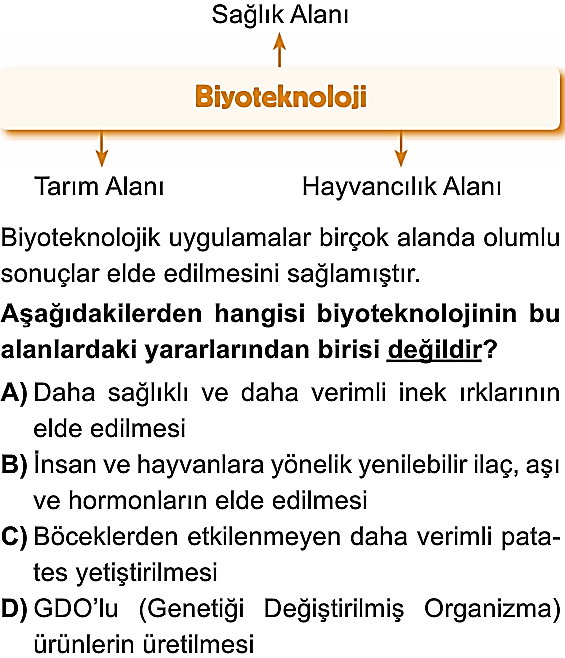 Sağlık Alanı
Biyoteknoloji
Tarım Alanı
Hayvancılık Alanı
Biyoteknolojik uygulamalar birçok alanda olumlu
sonuçlar elde edilmesini sağlamıştır.
Aşağıdakilerden hangisi biyoteknolojinin bu
alanlardaki yararlarından birisi değildir?
A) Daha sağlıklı ve daha verimli inek ırklarının
elde edilmesi
B) İnsan ve hayvanlara yönelik yenilebilir ilaç, aşı
ve hormonların elde edilmesi
C) Böceklerden etkilenmeyen daha verimli pata-
tes yetiştirilmesi
D) GDO'lu (Genetiği Değiştirilmiş Organizma)
ürünlerin üretilmesi